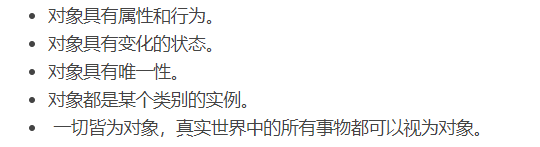 • 对象具有属性和行为。
• 对象具有变化的状态。
• 对象具有唯一性。
• 对象都是某个类别的实例。
• 一切皆为对象，真实世界中的所有事物都可以视为对象。